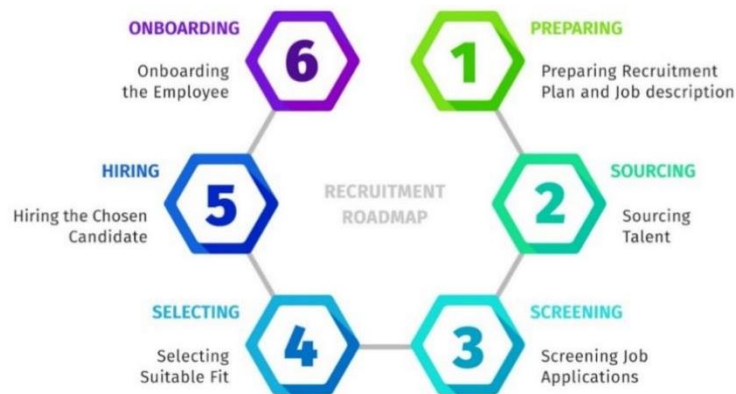 1
PREPARING
Preparing Recruitment
Plan and Job description
2
SOURCING
Sourcing
Talent
3
SCREENING
Screening Job
Applications
4
SELECTING
Selecting
Suitable Fit
5
HIRING
Hiring the Chosen
Candidate
6
ONBOARDING
Onboarding
the Employee
RECRUITMENT
ROADMAP